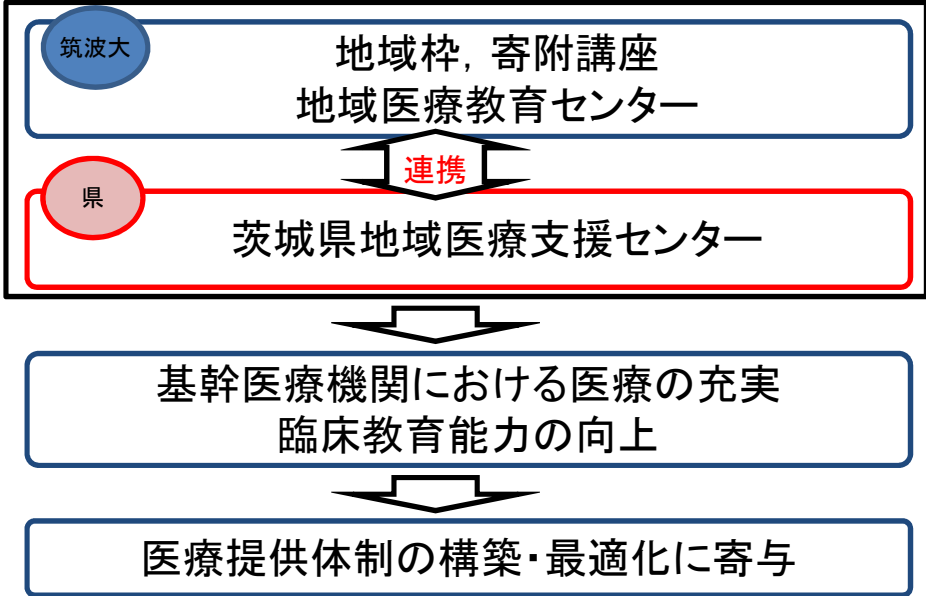 筑波大
地域枠，寄附講座
地域医療教育センター
連携
県
茨城県地域医療支援センター
基幹医療機関における医療の充実
臨床教育能力の向上
医療提供体制の構築・最適化に寄与